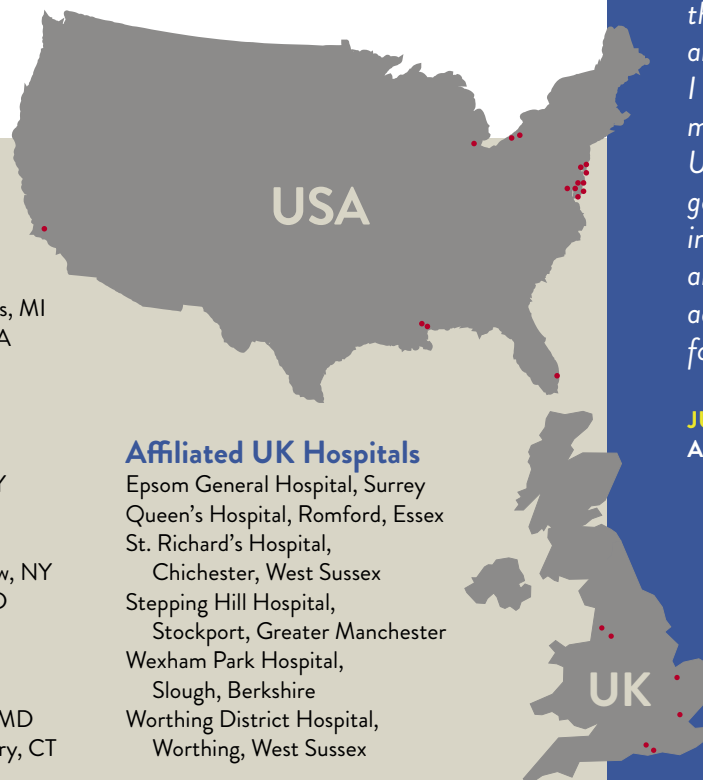 USA
s, MI
A
Y
w, NY
D
MD
ry, CT
Affiliated UK Hospitals
Epsom General Hospital, Surrey
Queen's Hospital, Romford, Essex
St. Richard's Hospital,
Chichester, West Sussex
Stepping Hill Hospital,
Stockport, Greater Manchester
Wexham Park Hospital,
Slough, Berkshire
Worthing District Hospital,
Worthing, West Sussex
UK
I
m
U
in
JU
A